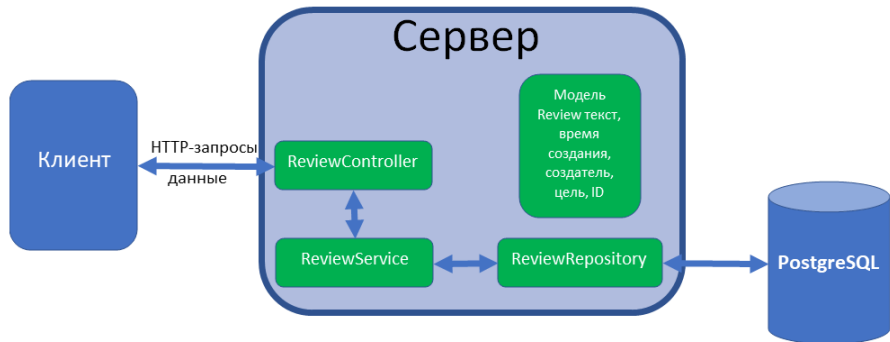 Сервер
Клиент
HTTP-запросы
данные
ReviewController
Модель
Review текст,
время
создания,
создатель,
цель, ID
ReviewService
ReviewRepository
PostgreSQL